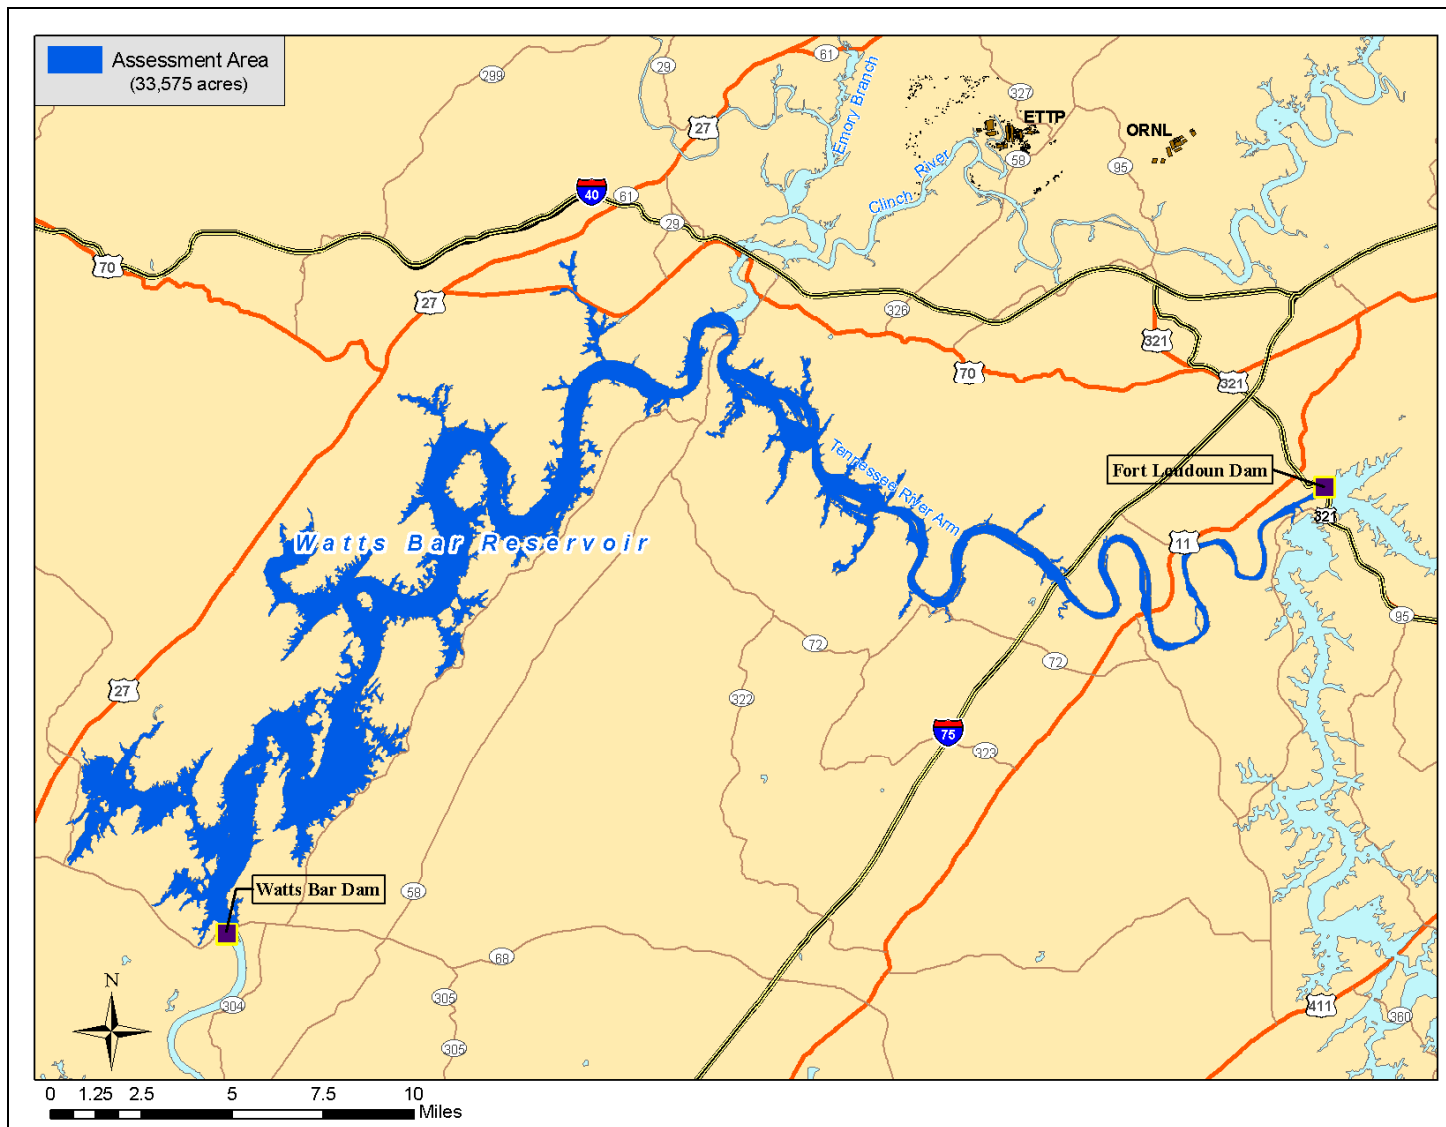 Assessment Area
(33,575 acres)
299
29
61
Emory Branch
327
ETTP
ORNL
27
58
95
Clinch River
40
61
29
70
27
326
321
70
321
Tennessee River Arm
Fort Loudoun Dam
321
Watts Bar Reservoir
11
95
72
72
27
322
75
323
Watts Bar Dam
58
68
305
304
411
360
305
N
0 1.25 2.5 5 7.5 10
Miles